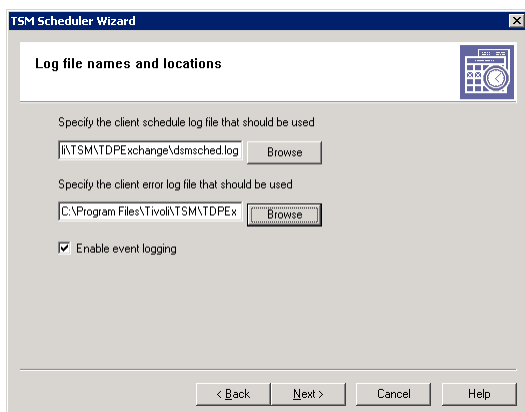 TSM Scheduler Wizard
Log file names and locations
Specify the client schedule log file that should be used
li\TSM\TDPExchange\dsmsched.log
Browse
Specify the client error log file that should be used
C:\Program Files\Tivoli\TSM\TDPEx
Browse
Enable event logging
< Back
Next >
Cancel
Help